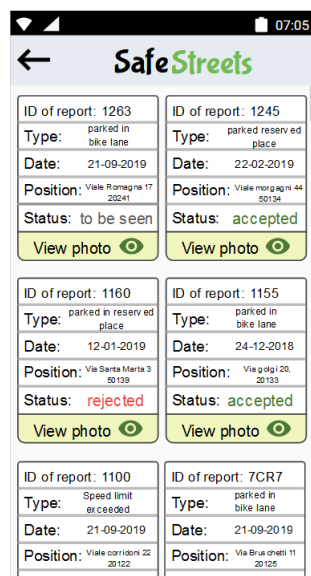 07:05
SafeStreets
ID of report: 1263
Type: parked in
bike lane
Date: 21-09-2019
Position: Viale Romagna 17
20241
Status: to be seen
View photo
ID of report: 1245
Type: parked reserved
place
Date: 22-02-2019
Position: Viale morgagni 44
50134
Status: accepted
View photo
ID of report: 1160
Type: parked in reserved
place
Date: 12-01-2019
Position: Via Santa Marta 3
50139
Status: rejected
View photo
ID of report: 1155
Type: parked in
bike lane
Date: 24-12-2018
Position: Via golgi 20,
20133
Status: accepted
View photo
ID of report: 1100
Type: Speed limit
exceeded
Date: 21-09-2019
Position: Viale corridoni 22
20122
ID of report: 7CR7
Type: parked in
bike lane
Date: 21-09-2019
Position: Via Bruschetti 11
20125